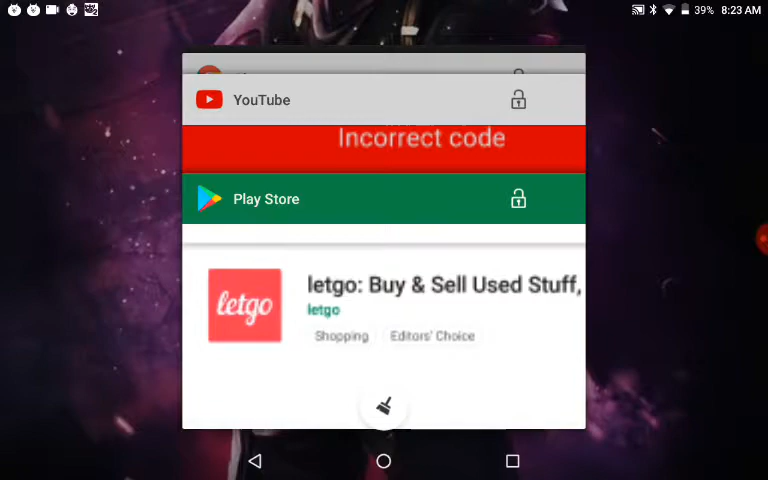 39% 8:23 AM
YouTube
Incorrect code
Play Store
letgo
letgo: Buy & Sell Used Stuff,
letgo
Shopping Editors' Choice